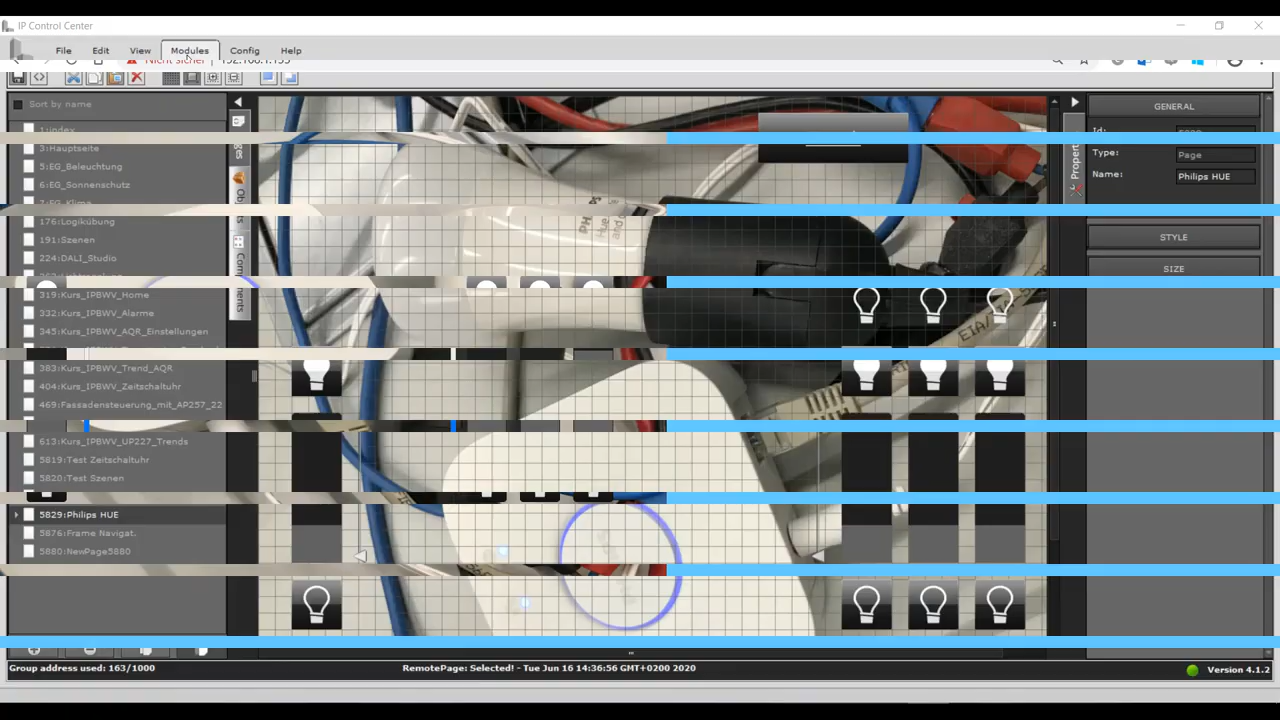 IP Control Center
File Edit View Modules Config Help
Nicht sicher
Sort by name
1:index
3:Hauptseite
5:EG_Beleuchtung
6:EG_Sonnenschutz
7:EG_Klima
176:Logikübung
191:Szenen
224:DALI_Studio
319:Kurs_IPBWV_Home
332:Kurs_IPBWV_Alarme
345:Kurs_IPBWV_AQR_Einstellungen
383:Kurs_IPBWV_Trend_AQR
404:Kurs_IPBWV_Zeitschaltuhr
469:Fassadensteuerung_mit_AP257_22
613:Kurs_IPBWV_UP227_Trends
5819:Test Zeitschaltuhr
5820:Test Szenen
5829:Philips HUE
5876:Frame Navigat.
5880:NewPage5880
GENERAL
Id:
Type: Page
Name: Philips HUE
STYLE
SIZE
Group address used: 163/1000
RemotePage: Selected! - Tue Jun 16 14:36:56 GMT+0200 2020
Version 4.1.2